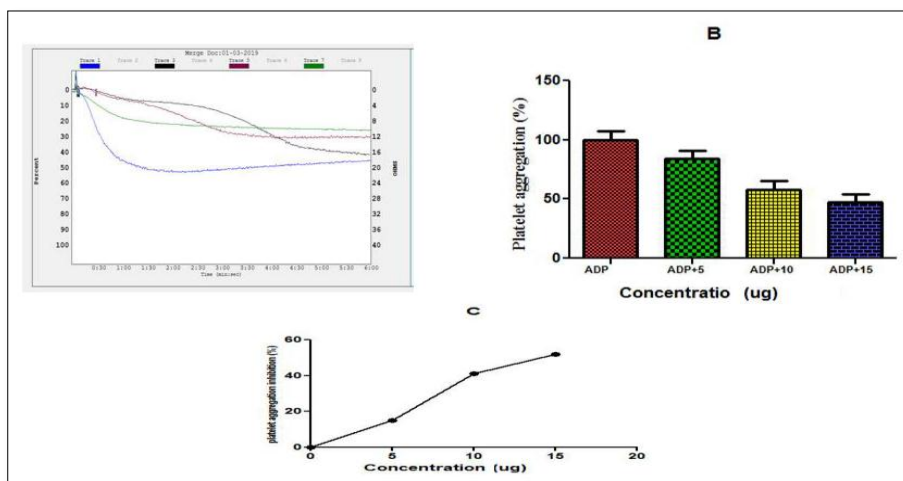 Merge Doc:01-03-2019
Trace 1 Trace 2 Trace 3 Trace 4 Trace 5 Trace 6 Trace 7 Trace 8
0 0
10 4
20 8
30 12
40 16
50 20
60 24
70 28
80 32
90 36
100 40
Percent
OHMS
0:30 1:00 1:30 2:00 2:30 3:00 3:30 4:00 4:30 5:00 5:30 6:00
Time (min:sec)
B
Platelet aggregation (%)
150
100
50
0
ADP ADP+5 ADP+10 ADP+15
Concentratio (ug)
C
platelet aggregation inhibition (%)
60
40
20
0
0 5 10 15 20
Concentration (ug)